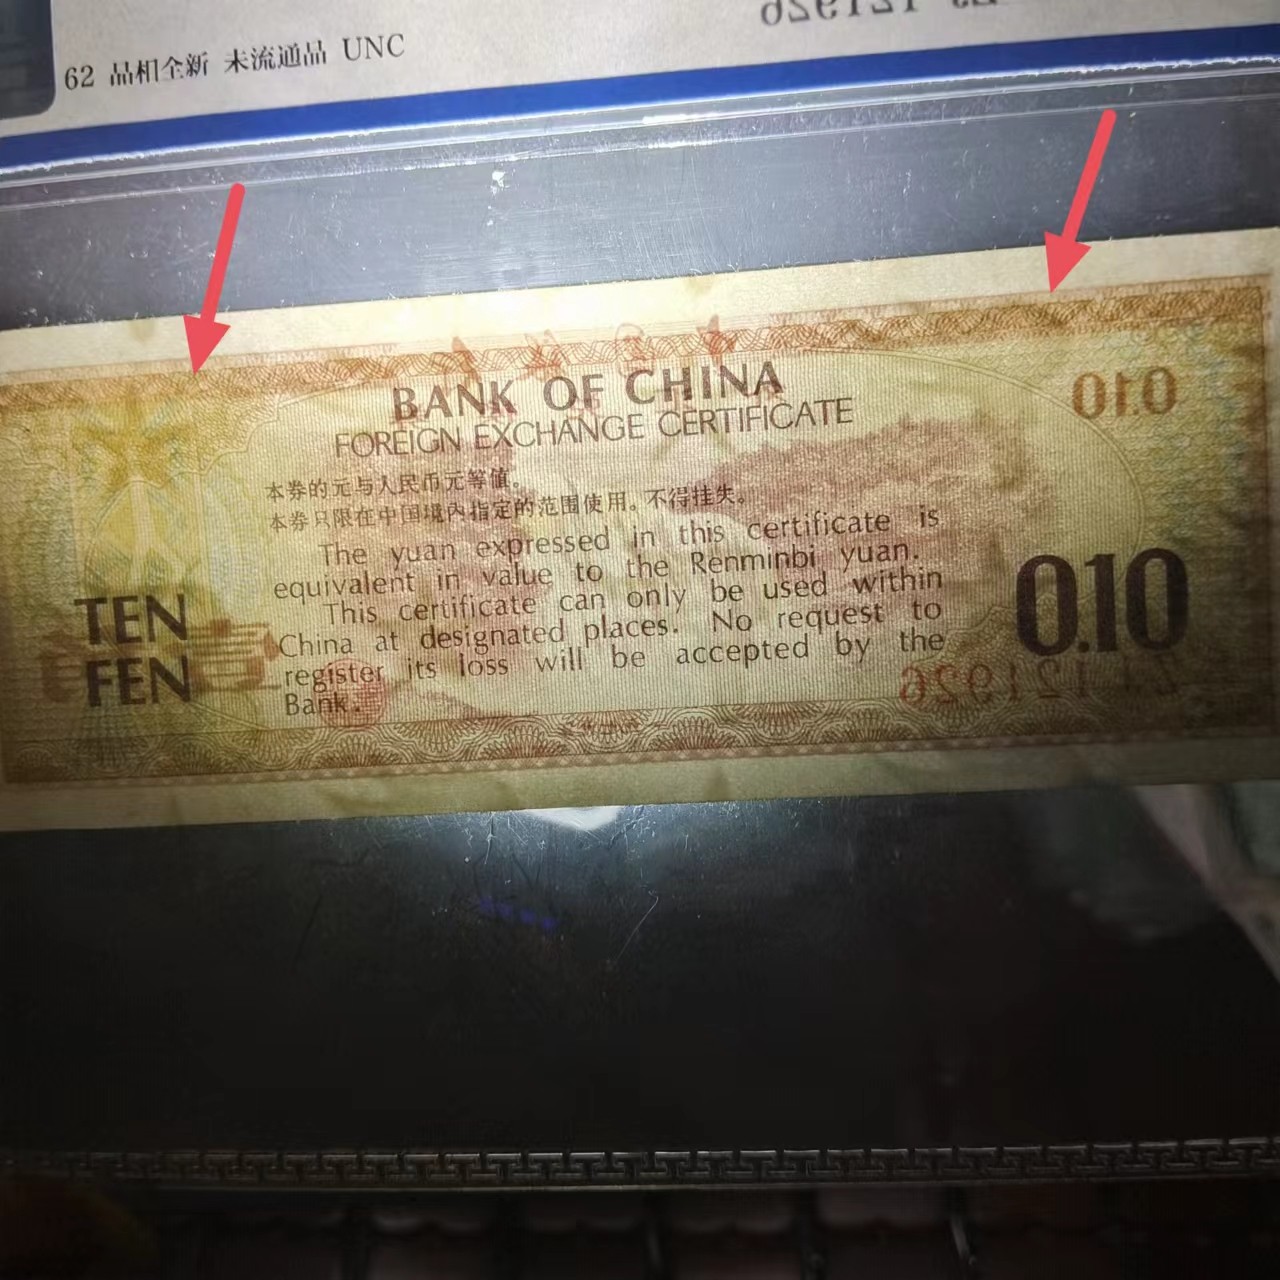 62 品相全新 未流通品 UNC
BANK OF CHINA
FOREIGN EXCHANGE CERTIFICATE
0.10
本券的元与人民币元等值。
本券只限在中国境内指定的范围使用。不得挂失。
The yuan expressed in this certificate is
equivalent in value to the Renminbi yuan.
This certificate can only be used within
China at designated places. No request to
register its loss will be accepted by the
Bank.
TEN
FEN
0.10
ZJ 121926